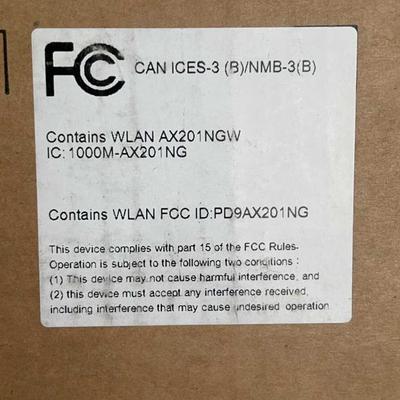 FC CAN ICES-3 (B)/NMB-3(B)
Contains WLAN AX201NGW
IC: 1000M-AX201NG
Contains WLAN FCC ID:PD9AX201NG
This device complies with part 15 of the FCC Rules.
Operation is subject to the following two conditions :
(1) This device may not cause harmful interference, and
(2) this device must accept any interference received,
including interference that may cause undesired operation.